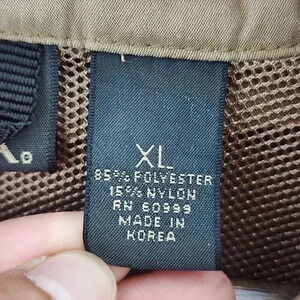 XL
85% POLYESTER
15% NYLON
RN 60999
MADE IN
KOREA